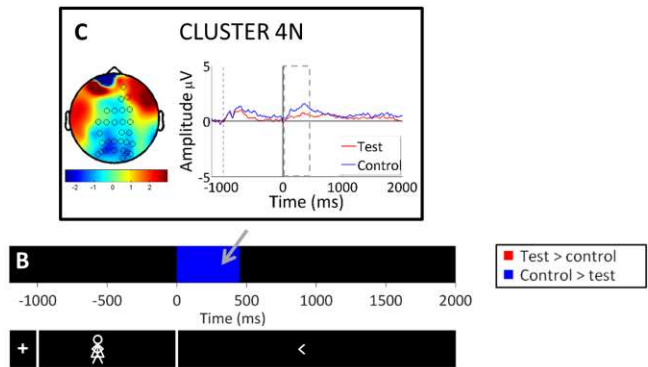 C CLUSTER 4N
5
0
-5
Amplitude µV
-1000 0 1000 2000
Time (ms)
Test
Control
-2 -1 0 1 2
B
-1000 -500 0 500 1000 1500 2000
Time (ms)
Test > control
Control > test
+ <